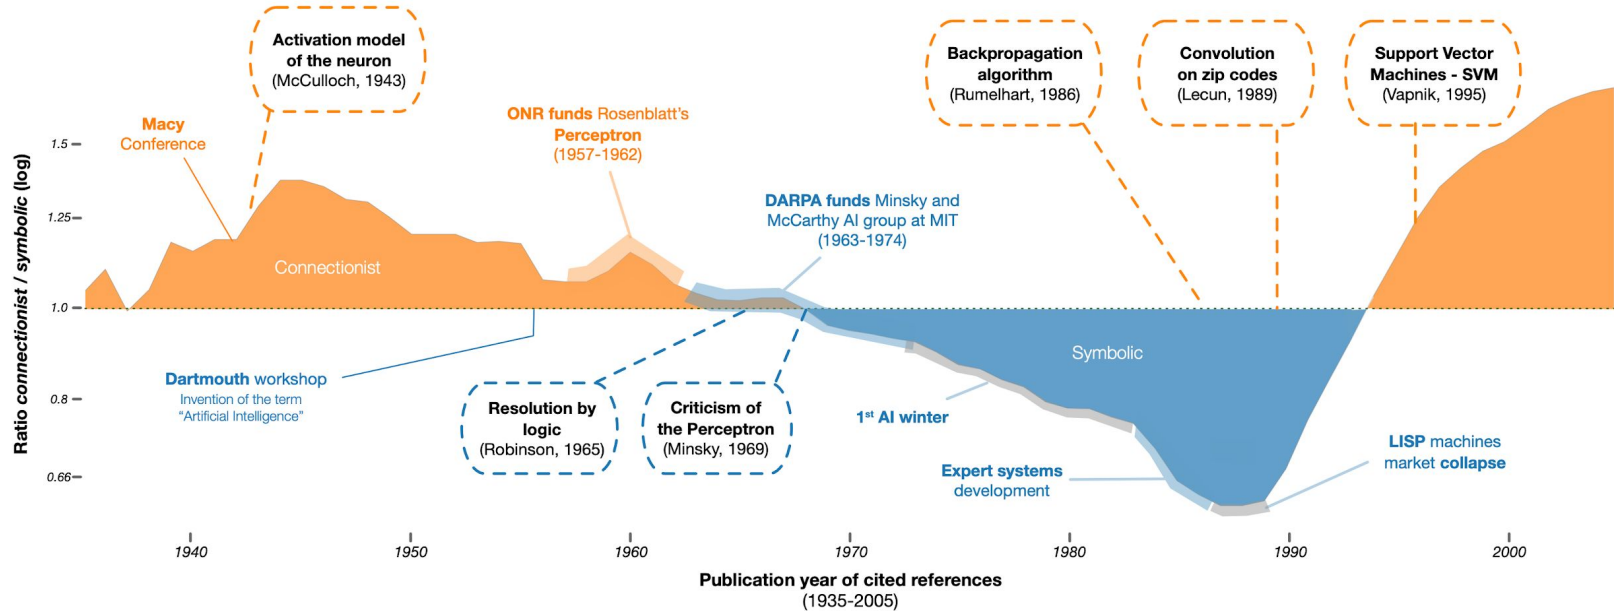 Activation model
of the neuron
(McCulloch, 1943)
Backpropagation
algorithm
(Rumelhart, 1986)
Convolution
on zip codes
(Lecun, 1989)
Support Vector
Machines - SVM
(Vapnik, 1995)
Macy
Conference
ONR funds Rosenblatt's
Perceptron
(1957-1962)
DARPA funds Minsky and
McCarthy AI group at MIT
(1963-1974)
Ratio connectionist / symbolic (log)
1.5
1.25
1.0
0.8
0.66
Connectionist
Symbolic
Dartmouth workshop
Invention of the term
“Artificial Intelligence”
Resolution by
logic
(Robinson, 1965)
Criticism of
the Perceptron
(Minsky, 1969)
1st AI winter
Expert systems
development
LISP machines
market collapse
1940
1950
1960
1970
1980
1990
2000
Publication year of cited references
(1935-2005)